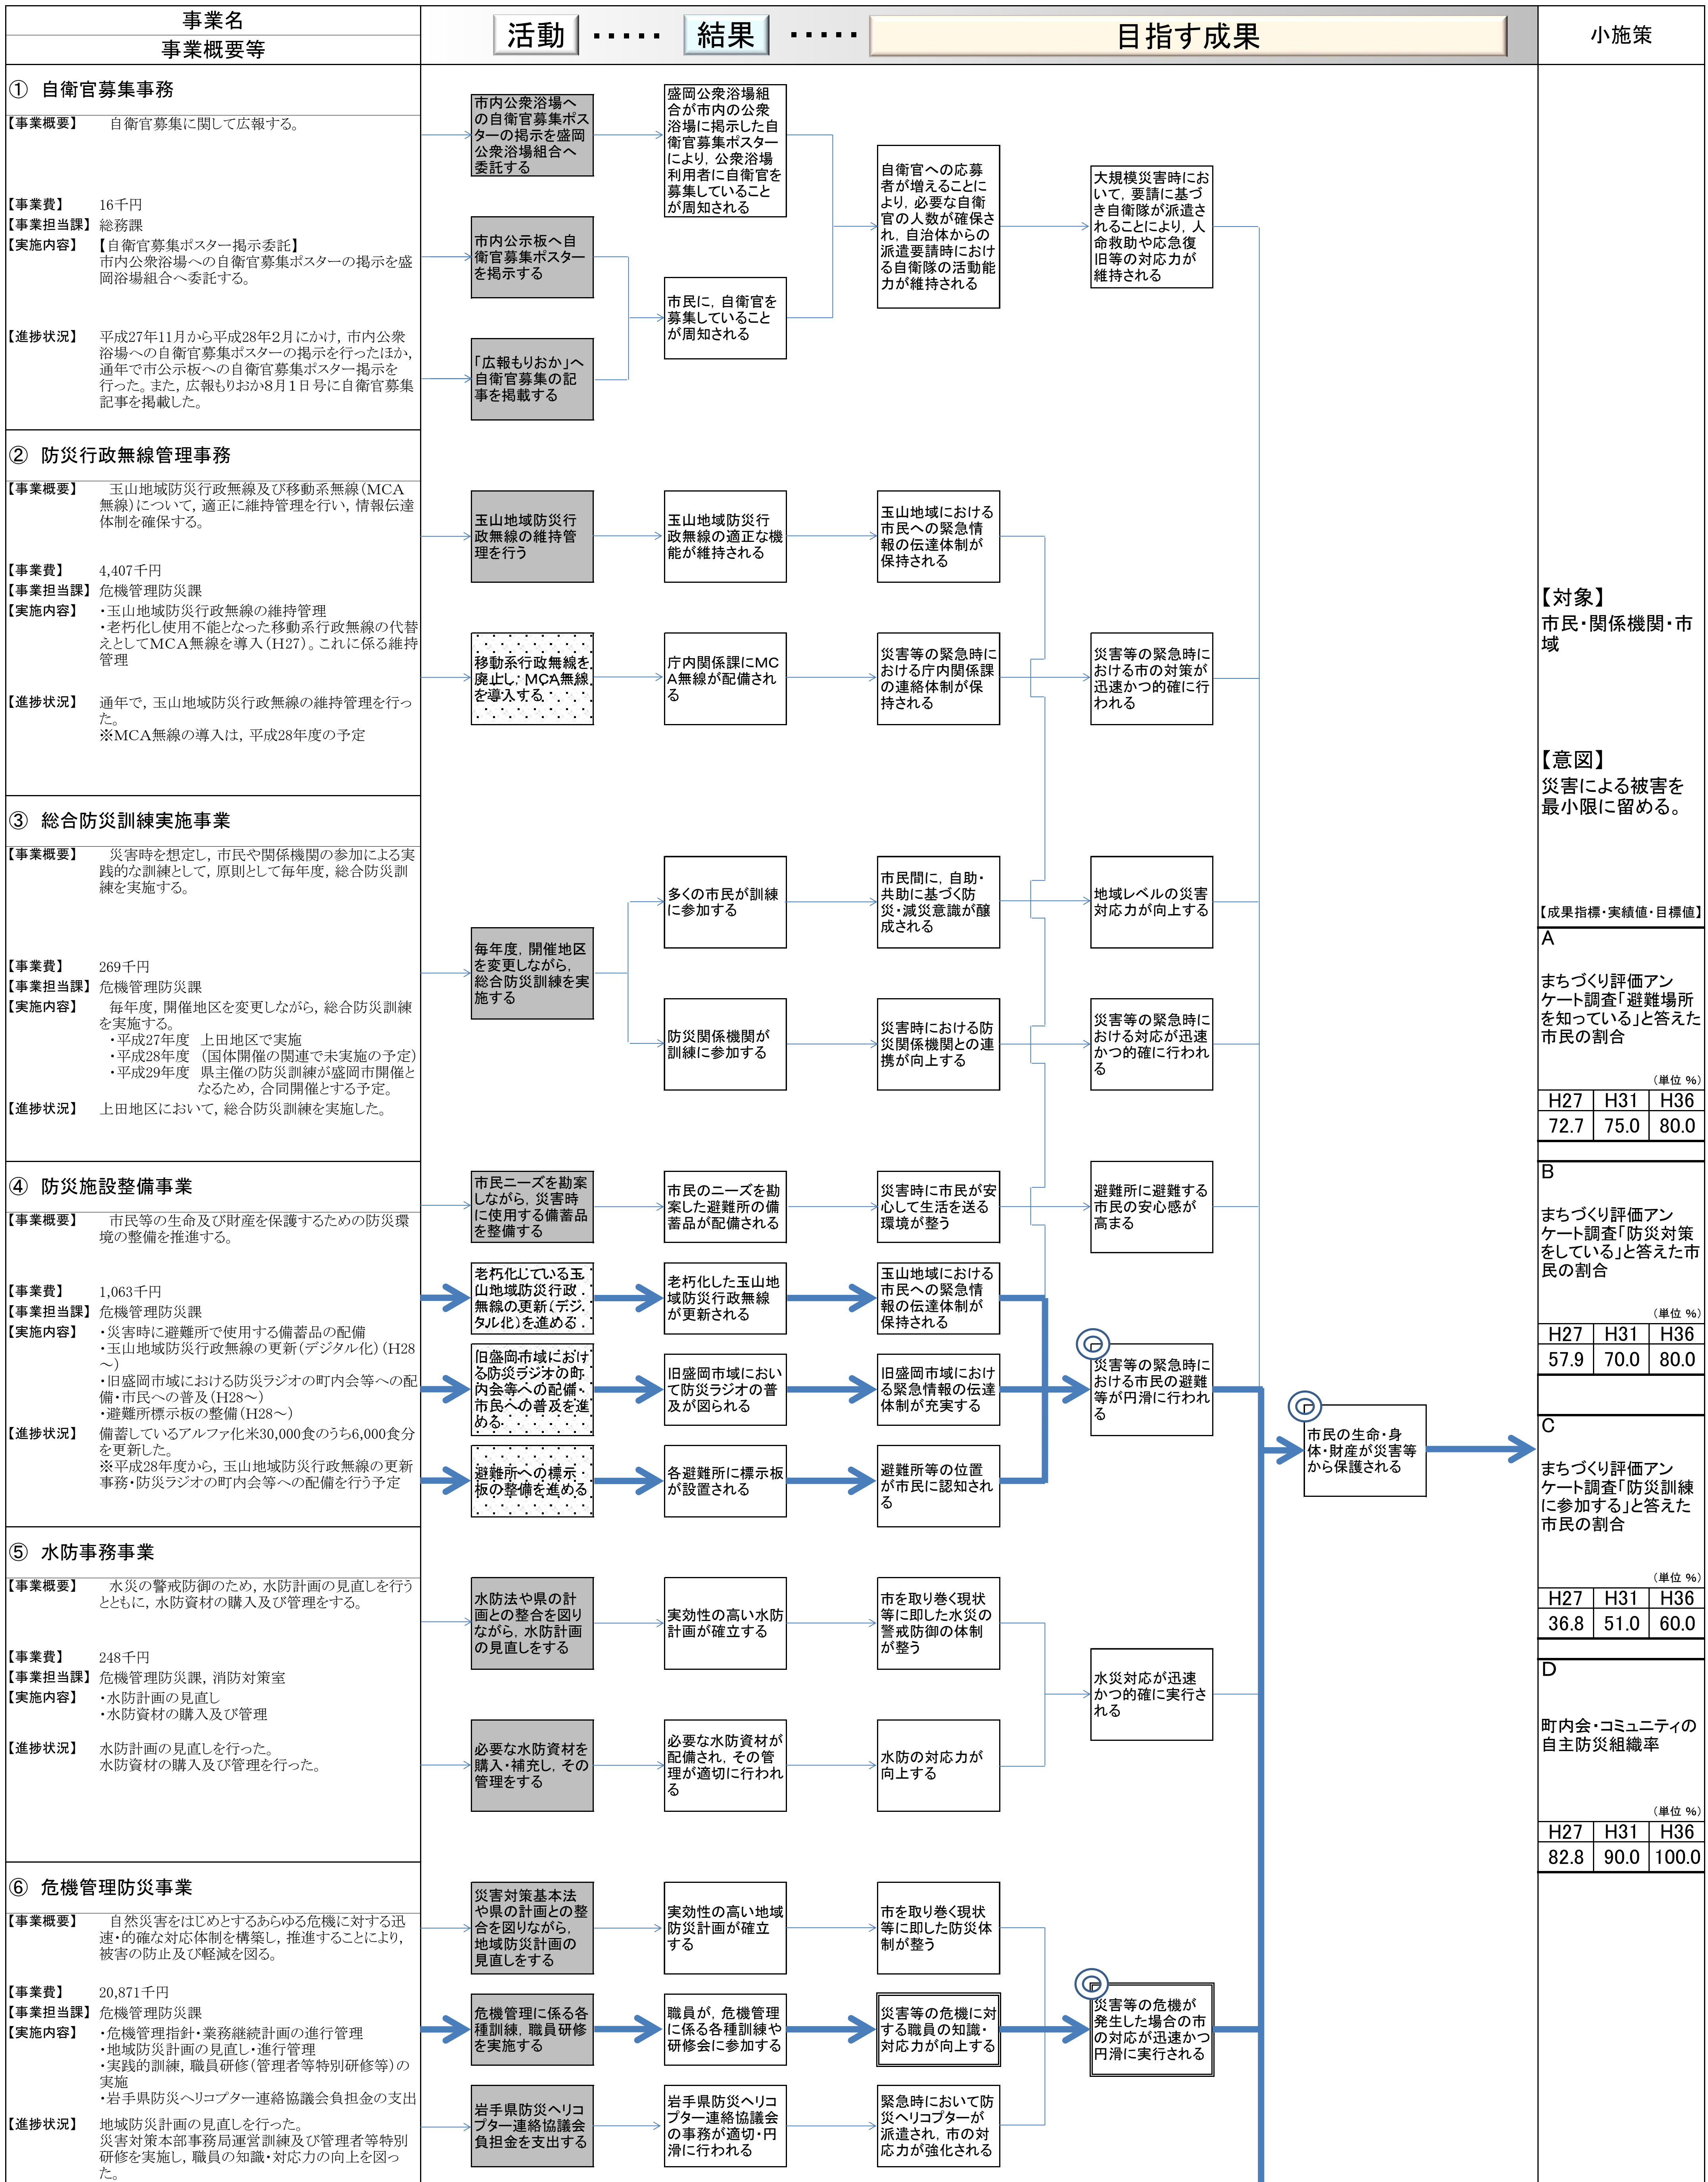 事業名
事業概要等
活動 ・・・・・ 結果 ・・・・・ 目指す成果
小施策
① 自衛官募集事務
【事業概要】 自衛官募集に関して広報する。
【事業費】 16千円
【事業担当課】 総務課
【実施内容】 【自衛官募集ポスター掲示委託】
市内公衆浴場への自衛官募集ポスターの掲示を盛
岡浴場組合へ委託する。
【進捗状況】 平成27年11月から平成28年2月にかけ，市内公衆
浴場への自衛官募集ポスターの掲示を行ったほか，
通年で市公示板への自衛官募集ポスター掲示を
行った。また，広報もりおか8月1日号に自衛官募集
記事を掲載した。
市内公衆浴場へ
の自衛官募集ポス
ターの掲示を盛岡
公衆浴場組合へ
委託する
盛岡公衆浴場組
合が市内の公衆
浴場に掲示した自
衛官募集ポスター
により，公衆浴場
利用者に自衛官を
募集していること
が周知される
市内公示板へ自
衛官募集ポスター
を掲示する
「広報もりおか」へ
自衛官募集の記
事を掲載する
市民に，自衛官を
募集していること
が周知される
自衛官への応募
者が増えることに
より，必要な自衛
官の人数が確保さ
れ，自治体からの
派遣要請時におけ
る自衛隊の活動能
力が維持される
大規模災害時にお
いて，要請に基づ
き自衛隊が派遣さ
れることにより，人
命救助や応急復
旧等の対応力が
維持される
② 防災行政無線管理事務
【事業概要】 玉山地域防災行政無線及び移動系無線（MCA
無線）について，適正に維持管理を行い，情報伝達
体制を確保する。
【事業費】 4,407千円
【事業担当課】 危機管理防災課
【実施内容】 ・玉山地域防災行政無線の維持管理
・老朽化し使用不能となった移動系行政無線の代替
えとしてMCA無線を導入（H27）。これに係る維持
管理
【進捗状況】 通年で，玉山地域防災行政無線の維持管理を行っ
た。
※MCA無線の導入は，平成28年度の予定
玉山地域防災行
政無線の維持管
理を行う
玉山地域防災行
政無線の適正な機
能が維持される
玉山地域における
市民への緊急情
報の伝達体制が
保持される
移動系行政無線を
廃止し，MCA無線
を導入する
庁内関係課にMC
A無線が配備され
る
災害等の緊急時に
おける庁内関係課
の連絡体制が保
持される
災害等の緊急時に
おける市の対策が
迅速かつ的確に行
われる
③ 総合防災訓練実施事業
【事業概要】 災害時を想定し，市民や関係機関の参加による実
践的な訓練として，原則として毎年度，総合防災訓
練を実施する。
【事業費】 269千円
【事業担当課】 危機管理防災課
【実施内容】 毎年度，開催地区を変更しながら，総合防災訓練
を実施する。
・平成27年度 上田地区で実施
・平成28年度 （国体開催の関連で未実施の予定）
・平成29年度 県主催の防災訓練が盛岡市開催と
なるため，合同開催とする予定。
【進捗状況】 上田地区において，総合防災訓練を実施した。
毎年度，開催地区
を変更しながら，
総合防災訓練を実
施する
多くの市民が訓練
に参加する
市民間に，自助・
共助に基づく防
災・減災意識が醸
成される
地域レベルの災害
対応力が向上する
防災関係機関が
訓練に参加する
災害時における防
災関係機関との連
携が向上する
災害等の緊急時に
おける対応が迅速
かつ的確に行われ
る
④ 防災施設整備事業
【事業概要】 市民等の生命及び財産を保護するための防災環
境の整備を推進する。
【事業費】 1,063千円
【事業担当課】 危機管理防災課
【実施内容】 ・災害時に避難所で使用する備蓄品の配備
・玉山地域防災行政無線の更新（デジタル化）（H28
～）
・旧盛岡市域における防災ラジオの町内会等への配
備・市民への普及（H28～）
・避難所標示板の整備（H28～）
【進捗状況】 備蓄しているアルファ化米30,000食のうち6,000食分
を更新した。
※平成28年度から，玉山地域防災行政無線の更新
事務・防災ラジオの町内会等への配備を行う予定
市民ニーズを勘案
しながら，災害時
に使用する備蓄品
を整備する
市民のニーズを勘
案した避難所の備
蓄品が配備される
災害時に市民が安
心して生活を送る
環境が整う
避難所に避難する
市民の安心感が
高まる
老朽化している玉
山地域防災行政
無線の更新（デジ
タル化）を進める
老朽化した玉山地
域防災行政無線
が更新される
玉山地域における
市民への緊急情
報の伝達体制が
保持される
旧盛岡市域におけ
る防災ラジオの町
内会等への配備・
市民への普及を進
める
旧盛岡市域におい
て防災ラジオの普
及が図られる
旧盛岡市域におけ
る緊急情報の伝達
体制が充実する
避難所への標示
板の整備を進める
各避難所に標示板
が設置される
避難所等の位置
が市民に認知され
る
災害等の緊急時に
おける市民の避難
等が円滑に行われ
る
市民の生命・身
体・財産が災害等
から保護される
⑤ 水防事務事業
【事業概要】 水災の警戒防御のため，水防計画の見直しを行う
とともに，水防資材の購入及び管理をする。
【事業費】 248千円
【事業担当課】 危機管理防災課，消防対策室
【実施内容】 ・水防計画の見直し
・水防資材の購入及び管理
【進捗状況】 水防計画の見直しを行った。
水防資材の購入及び管理を行った。
水防法や県の計
画との整合を図り
ながら，水防計画
の見直しをする
実効性の高い水防
計画が確立する
市を取り巻く現状
等に即した水災の
警戒防御の体制
が整う
必要な水防資材を
購入・補充し，その
管理をする
必要な水防資材が
配備され，その管
理が適切に行われ
る
水防の対応力が
向上する
水災対応が迅速
かつ的確に実行さ
れる
⑥ 危機管理防災事業
【事業概要】 自然災害をはじめとするあらゆる危機に対する迅
速・的確な対応体制を構築し，推進することにより，
被害の防止及び軽減を図る。
【事業費】 20,871千円
【事業担当課】 危機管理防災課
【実施内容】 ・危機管理指針・業務継続計画の進行管理
・地域防災計画の見直し・進行管理
・実践的訓練，職員研修（管理者等特別研修等）の
実施
・岩手県防災ヘリコプター連絡協議会負担金の支出
【進捗状況】 地域防災計画の見直しを行った。
災害対策本部事務局運営訓練及び管理者等特別
研修を実施し，職員の知識・対応力の向上を図っ
た。
災害対策基本法
や県の計画との整
合を図りながら，
地域防災計画の
見直しをする
実効性の高い地域
防災計画が確立
する
市を取り巻く現状
等に即した防災体
制が整う
危機管理に係る各
種訓練，職員研修
を実施する
職員が，危機管理
に係る各種訓練や
研修会に参加する
災害等の危機に対
する職員の知識・
対応力が向上する
災害等の危機が
発生した場合の市
の対応が迅速かつ
円滑に実行される
岩手県防災ヘリコ
プター連絡協議会
負担金を支出する
岩手県防災ヘリコ
プター連絡協議会
の事務が適切・円
滑に行われる
緊急時において防
災ヘリコプターが
派遣され，市の対
応力が強化される
【対象】
市民・関係機関・市
域
【意図】
災害による被害を
最小限に留める。
【成果指標・実績値・目標値】
A
まちづくり評価アン
ケート調査「避難場所
を知っている」と答えた
市民の割合
（単位 %）
H27 H31 H36
72.7 75.0 80.0
B
まちづくり評価アン
ケート調査「防災対策
をしている」と答えた市
民の割合
（単位 %）
H27 H31 H36
57.9 70.0 80.0
C
まちづくり評価アン
ケート調査「防災訓練
に参加する」と答えた
市民の割合
（単位 %）
H27 H31 H36
36.8 51.0 60.0
D
町内会・コミュニティの
自主防災組織率
（単位 %）
H27 H31 H36
82.8 90.0 100.0